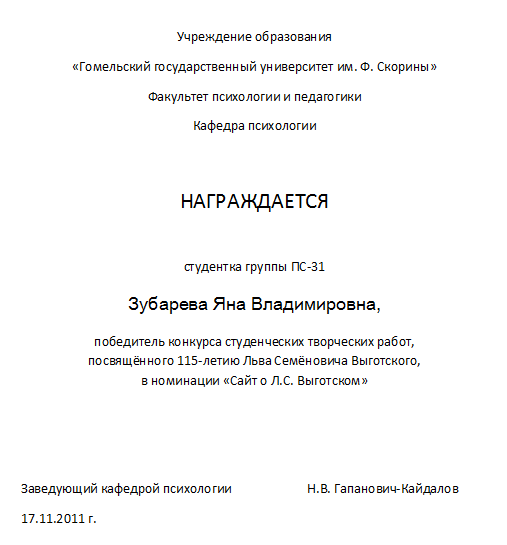 Учреждение образования
«Гомельский государственный университет им. Ф. Скорины»
Факультет психологии и педагогики
Кафедра психологии
НАГРАЖДАЕТСЯ
студентка группы ПС-31
Зубарева Яна Владимировна,
победитель конкурса студенческих творческих работ,
посвящённого 115-летию Льва Семёновича Выготского,
в номинации «Сайт о Л.С. Выготском»
Заведующий кафедрой психологии Н.В. Гапанович-Кайдалов
17.11.2011 г.